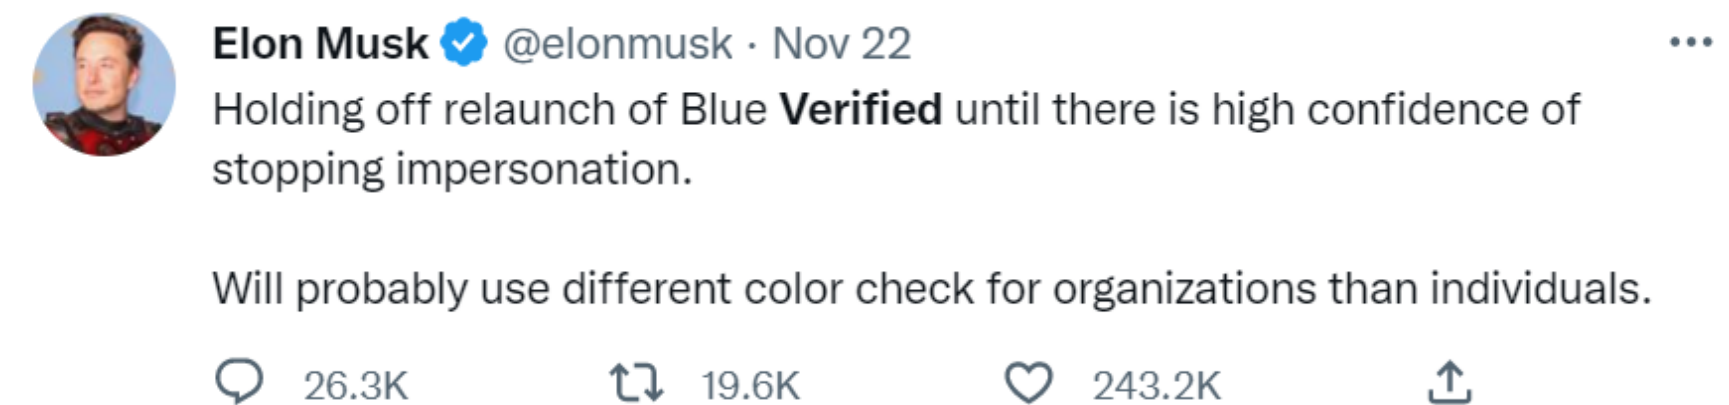 Elon Musk @elonmusk · Nov 22
Holding off relaunch of Blue Verified until there is high confidence of
stopping impersonation.
Will probably use different color check for organizations than individuals.
26.3K 19.6K 243.2K